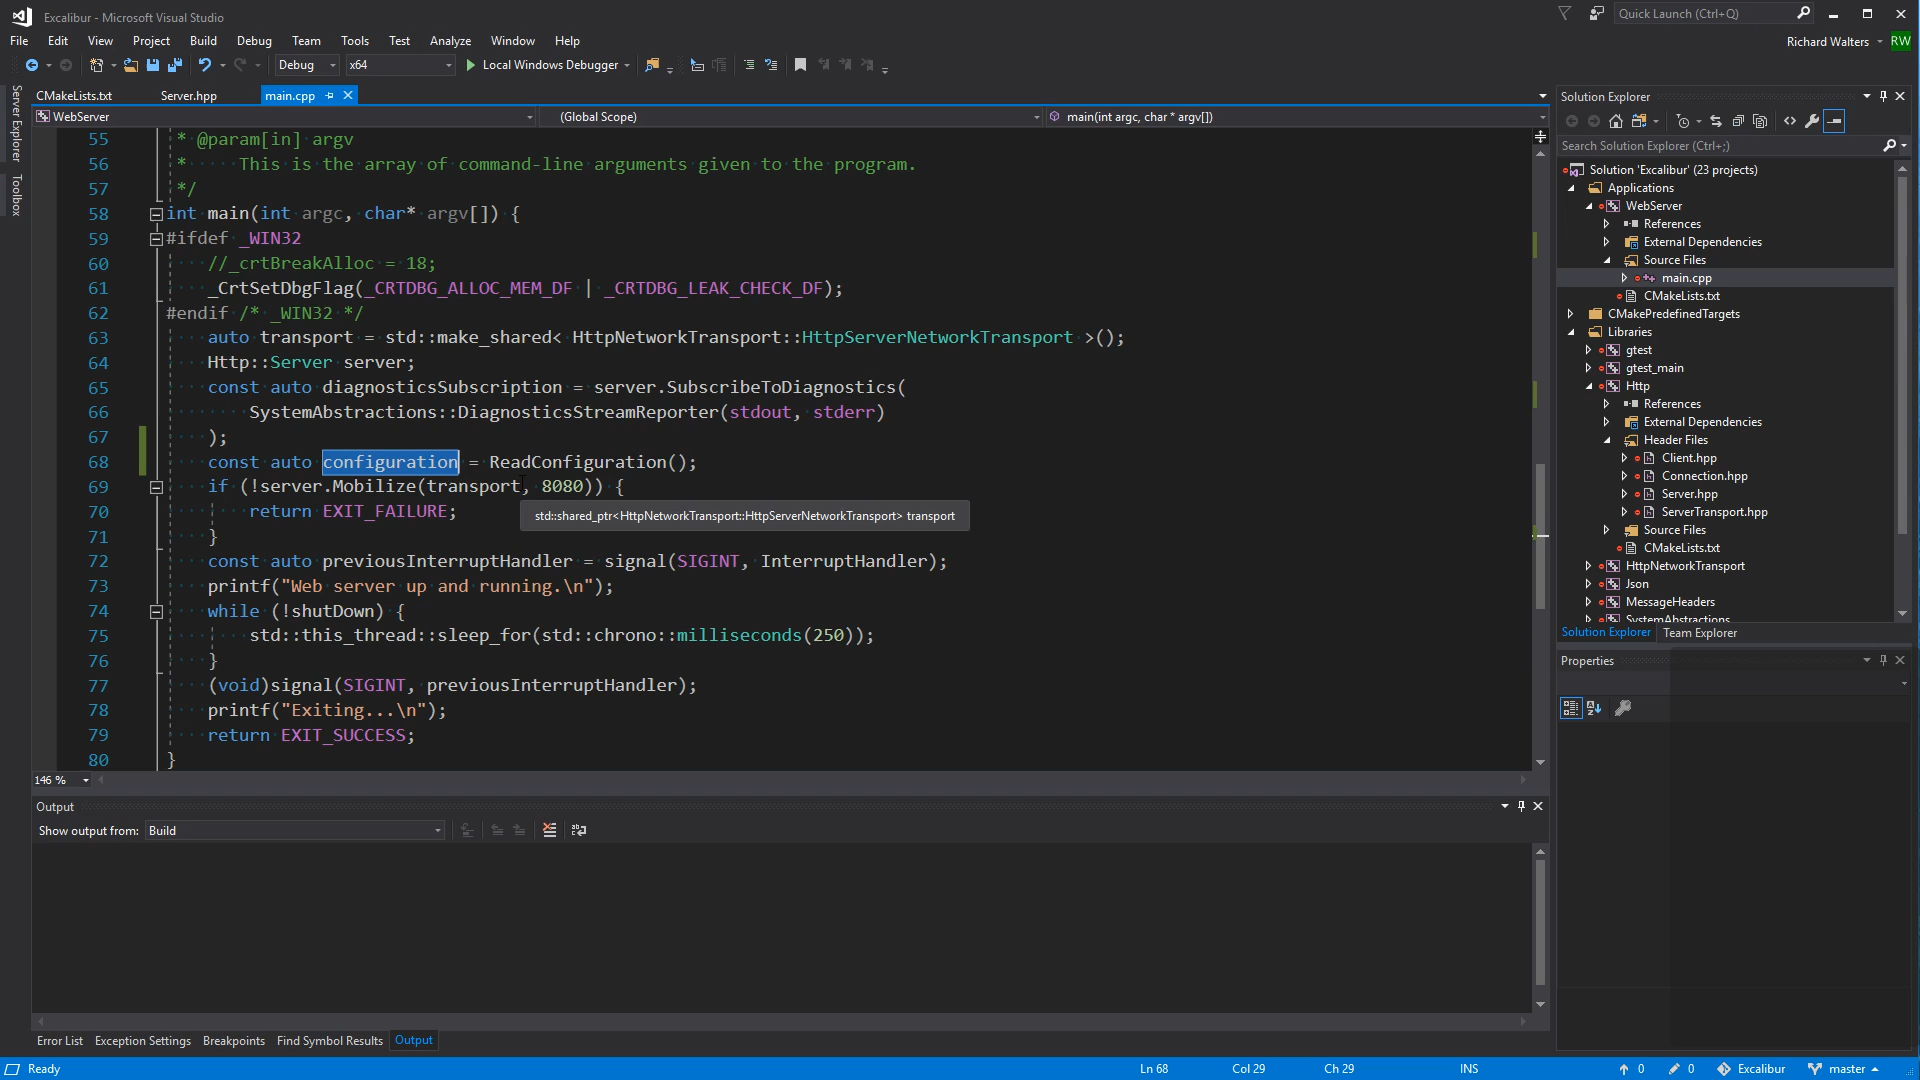 Excalibur - Microsoft Visual Studio
Quick Launch (Ctrl+Q)
File Edit View Project Build Debug Team Tools Test Analyze Window Help
Richard Walters RW
Debug x64 Local Windows Debugger
Server Explorer
Toolbox
CMakeLists.txt Server.hpp main.cpp
WebServer (Global Scope) main(int argc, char * argv[])
55 * @param[in] argv
56 * This is the array of command-line arguments given to the program.
57 */
58 int main(int argc, char* argv[]) {
59 #ifdef _WIN32
60 //_crtBreakAlloc = 18;
61 _CrtSetDbgFlag(_CRTDBG_ALLOC_MEM_DF | _CRTDBG_LEAK_CHECK_DF);
62 #endif /* _WIN32 */
63 auto transport = std::make_shared< HttpNetworkTransport::HttpServerNetworkTransport >();
64 Http::Server server;
65 const auto diagnosticsSubscription = server.SubscribeToDiagnostics(
66 SystemAbstractions::DiagnosticsStreamReporter(stdout, stderr)
67 );
68 const auto configuration = ReadConfiguration();
69 if (!server.Mobilize(transport, 8080)) {
70 return EXIT_FAILURE;
std::shared_ptr<HttpNetworkTransport::HttpServerNetworkTransport> transport
71 }
72 const auto previousInterruptHandler = signal(SIGINT, InterruptHandler);
73 printf("Web server up and running.\n");
74 while (!shutDown) {
75 std::this_thread::sleep_for(std::chrono::milliseconds(250));
76 }
77 (void)signal(SIGINT, previousInterruptHandler);
78 printf("Exiting...\n");
79 return EXIT_SUCCESS;
80 }
146 %
Output
Show output from: Build
Error List Exception Settings Breakpoints Find Symbol Results Output
Solution Explorer
Search Solution Explorer (Ctrl+;)
Solution 'Excalibur' (23 projects)
Applications
WebServer
References
External Dependencies
Source Files
main.cpp
CMakeLists.txt
CMakePredefinedTargets
Libraries
gtest
gtest_main
Http
References
External Dependencies
Header Files
Client.hpp
Connection.hpp
Server.hpp
ServerTransport.hpp
Source Files
CMakeLists.txt
HttpNetworkTransport
Json
MessageHeaders
SystemAbstractions
Solution Explorer Team Explorer
Properties
Ready Ln 68 Col 29 Ch 29 INS 0 0 Excalibur master